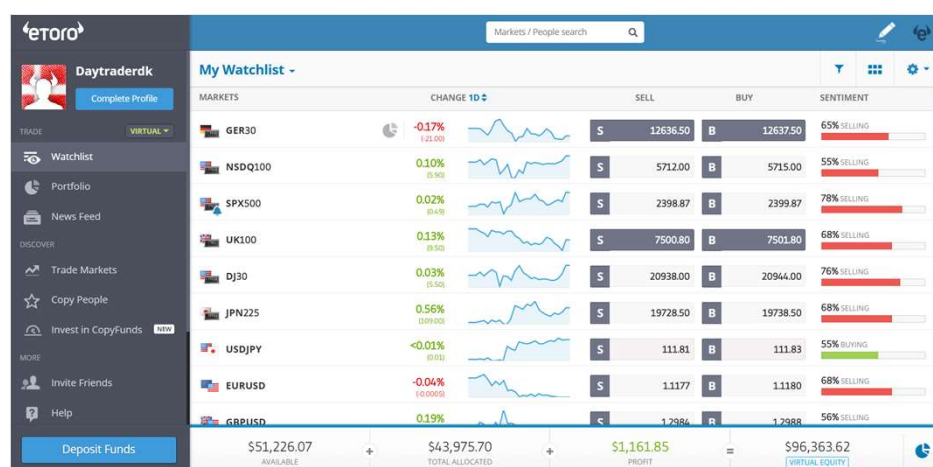 eToro
Markets / People search
Daytraderdk
Complete Profile
TRADE
VIRTUAL
Watchlist
Portfolio
News Feed
DISCOVER
Trade Markets
Copy People
Invest in CopyFunds NEW
MORE
Invite Friends
Help
Deposit Funds
My Watchlist
MARKETS CHANGE 1D SELL BUY SENTIMENT
GER30 -0.17% S 12636.50 B 12637.50 65% SELLING
(-21.00)
NSDQ100 0.10% S 5712.00 B 5715.00 55% SELLING
(5.90)
SPX500 0.02% S 2398.87 B 2399.87 78% SELLING
(0.49)
UK100 0.13% S 7500.80 B 7501.80 68% SELLING
(9.50)
DJ30 0.03% S 20938.00 B 20944.00 76% SELLING
(5.50)
JPN225 0.56% S 19728.50 B 19738.50 68% SELLING
(109.00)
USDJPY <0.01% S 111.81 B 111.83 55% BUYING
(0.01)
EURUSD -0.04% S 1.1177 B 1.1180 68% SELLING
(-0.0005)
GBPUSD 0.19% S 1.2984 B 1.2988 56% SELLING
$51,226.07 + $43,975.70 + $1,161.85 = $96,363.62
AVAILABLE TOTAL ALLOCATED PROFIT VIRTUAL EQUITY